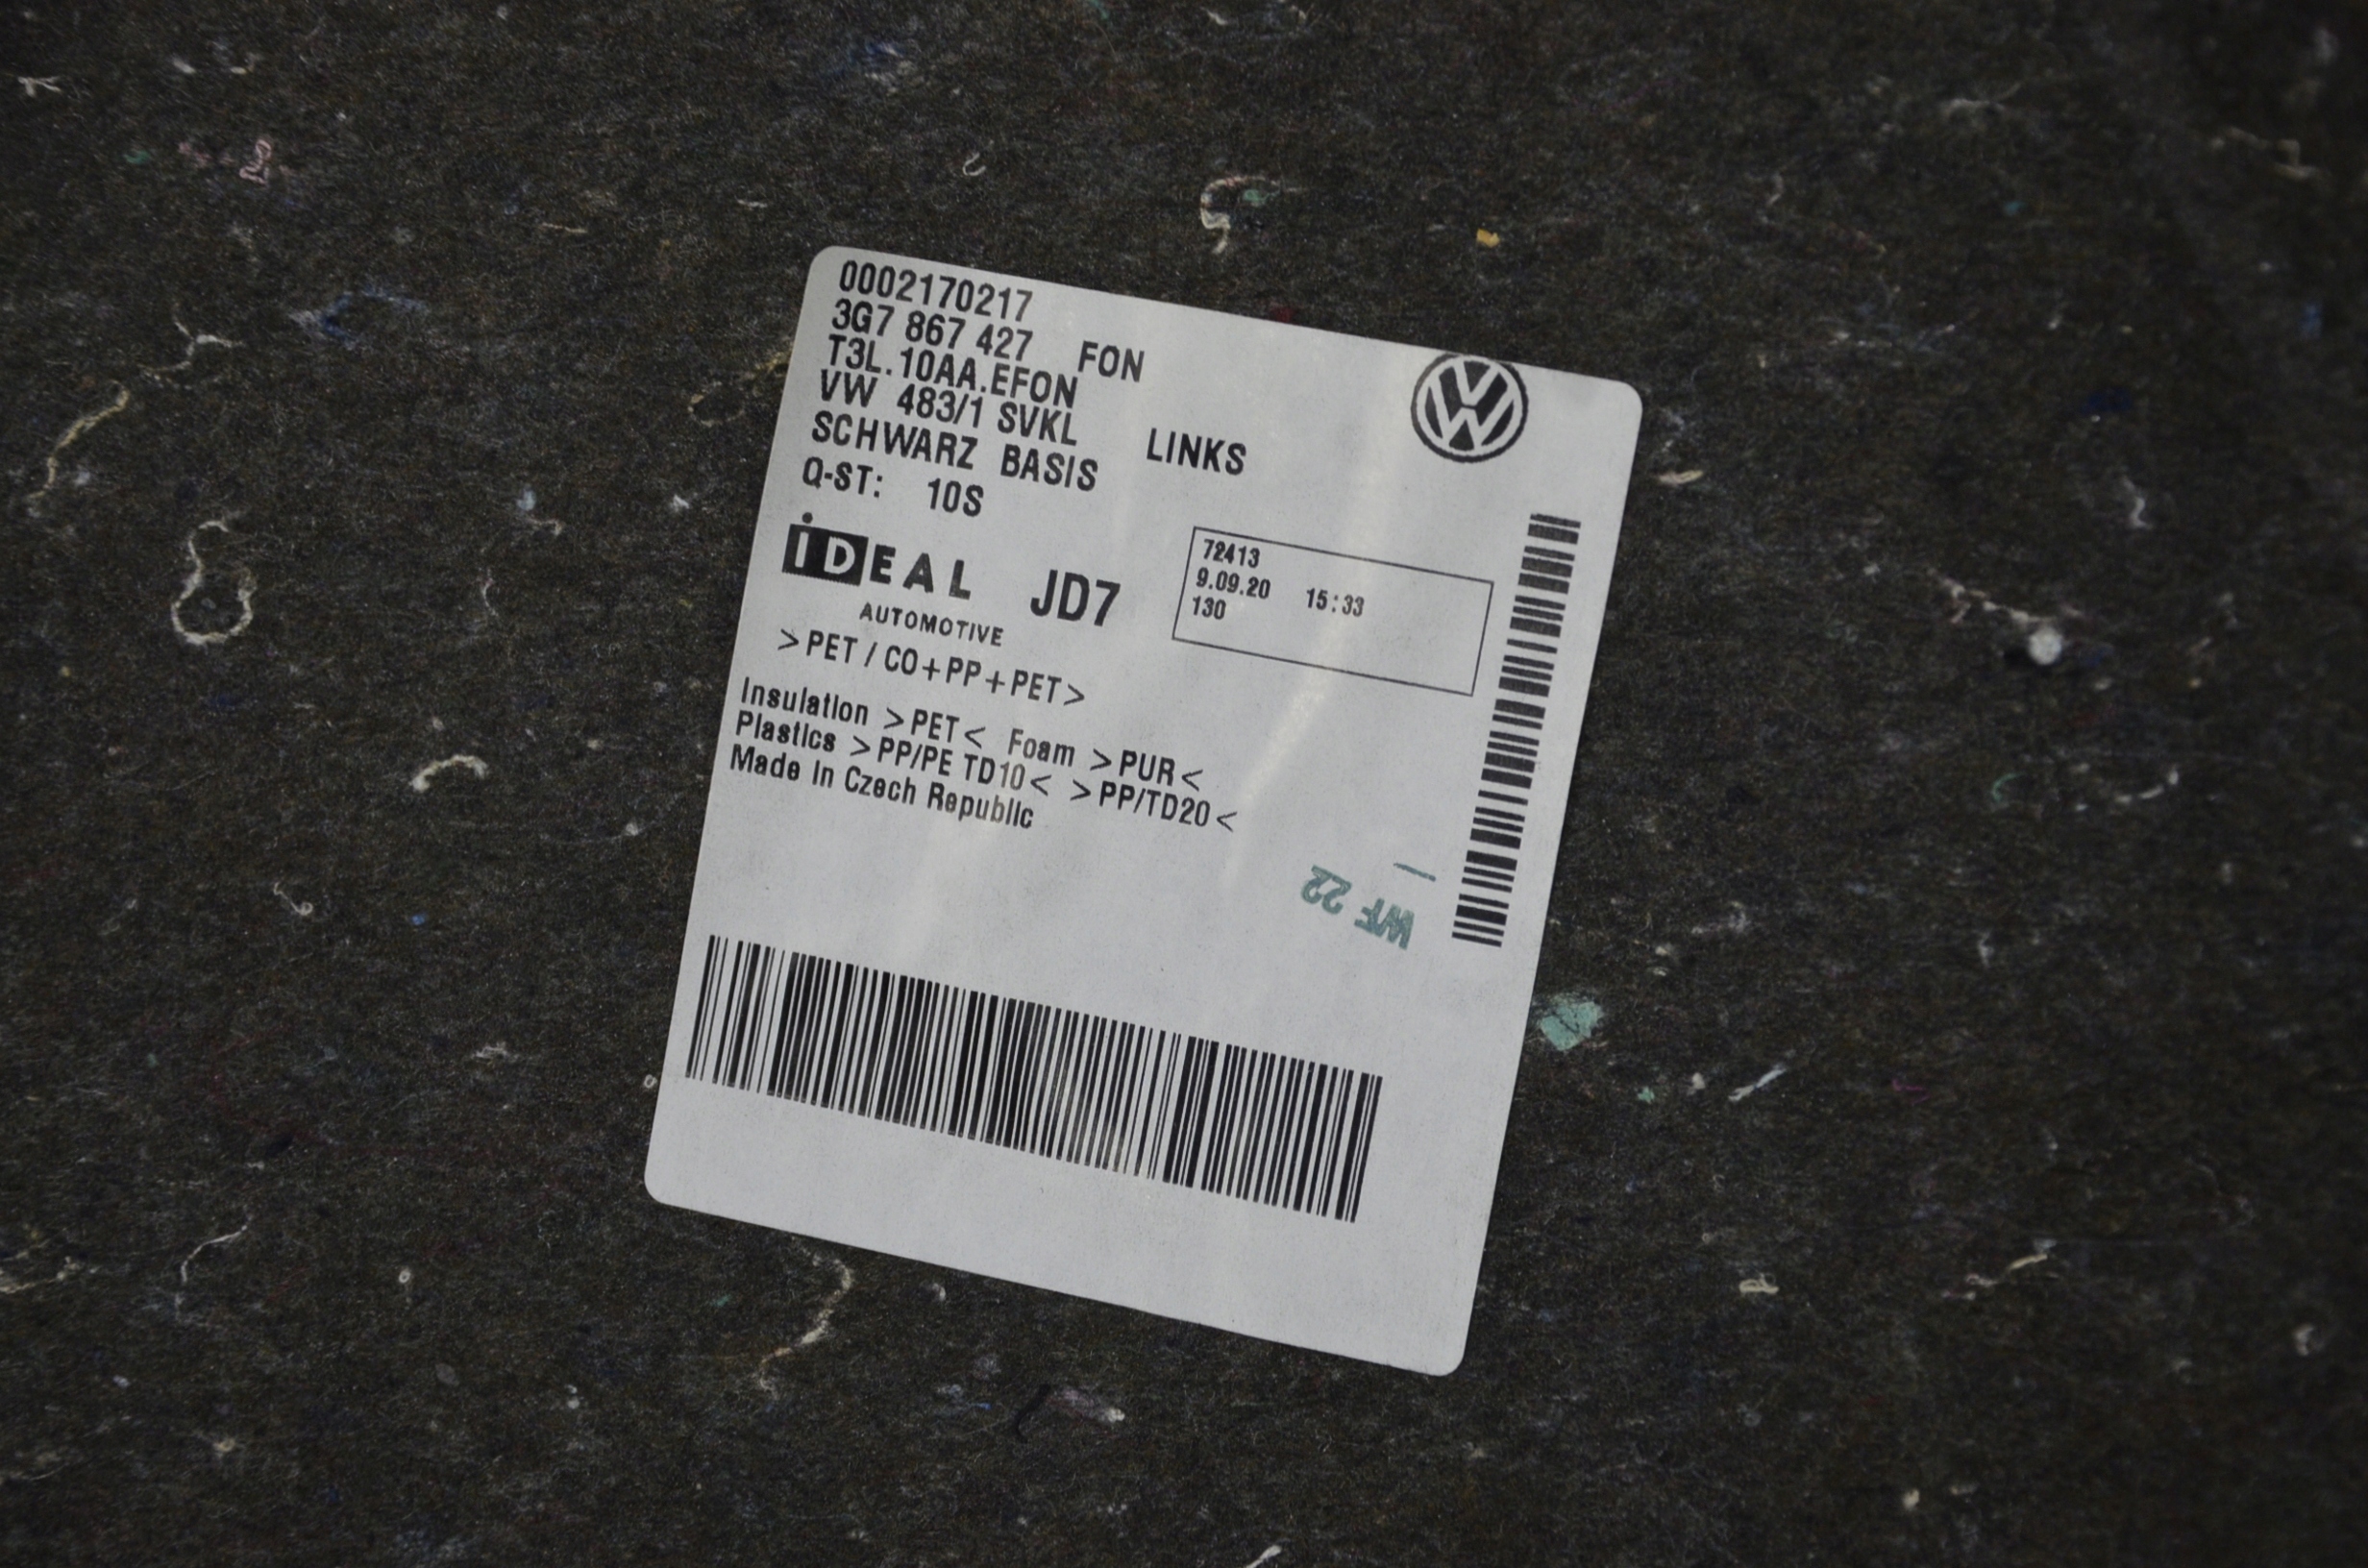 0002170217
3G7 867 427 FON
T3L.10AA.EFON
VW 483/1 SVKL LINKS
SCHWARZ BASIS
Q-ST: 10S
VW
iDEAL JD7
AUTOMOTIVE
72413
9.09.20 15:33
130
>PET / CO+PP+PET>
Insulation >PET< Foam >PUR<
Plastics >PP/PE TD10< >PP/TD20<
Made In Czech Republic
WF 22